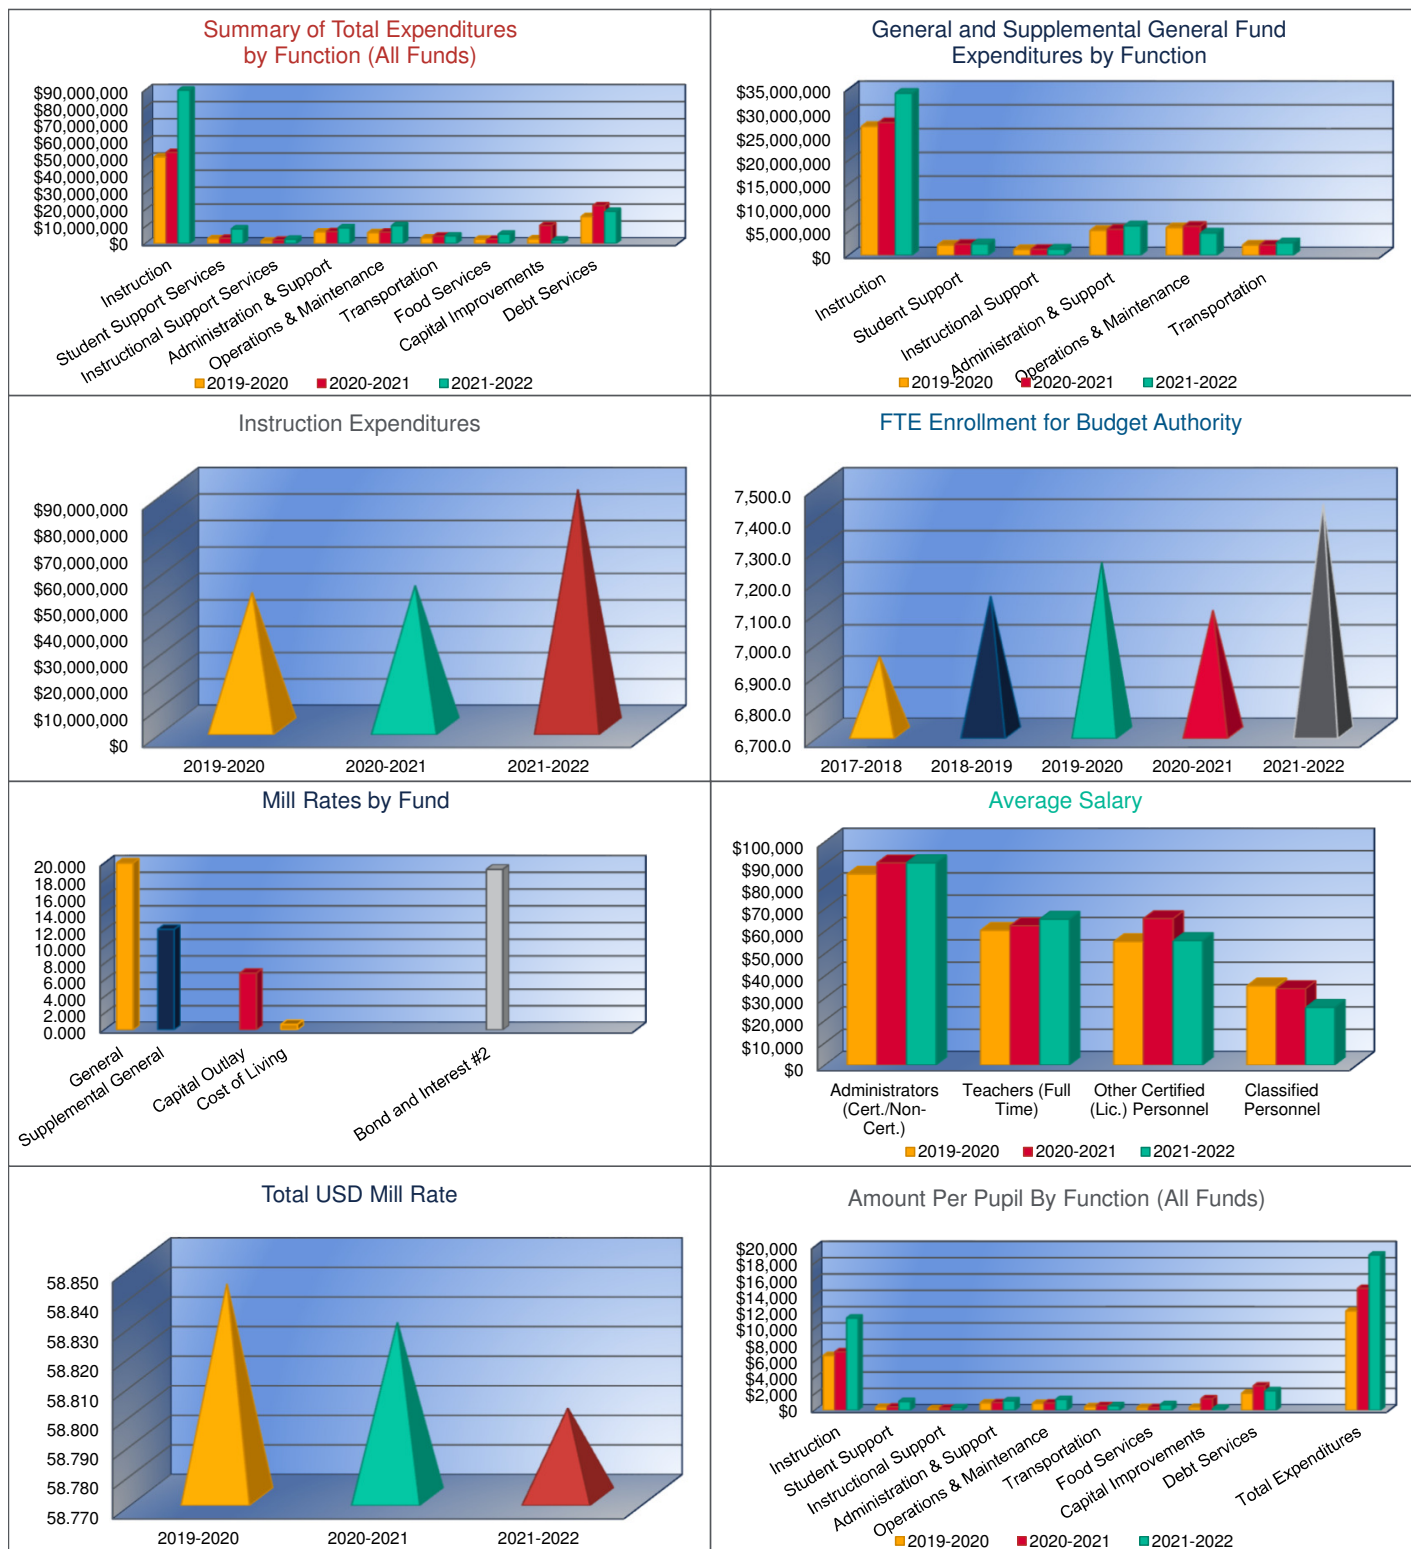 Summary of Total Expenditures
by Function (All Funds)
$90,000,000
$80,000,000
$70,000,000
$60,000,000
$50,000,000
$40,000,000
$30,000,000
$20,000,000
$10,000,000
$0
Instruction
Student Support Services
Instructional Support Services
Administration & Support
Operations & Maintenance
Transportation
Food Services
Capital Improvements
Debt Services
2019-2020 2020-2021 2021-2022
General and Supplemental General Fund
Expenditures by Function
$35,000,000
$30,000,000
$25,000,000
$20,000,000
$15,000,000
$10,000,000
$5,000,000
$0
Instruction
Student Support
Instructional Support
Administration & Support
Operations & Maintenance
Transportation
2019-2020 2020-2021 2021-2022
Instruction Expenditures
$90,000,000
$80,000,000
$70,000,000
$60,000,000
$50,000,000
$40,000,000
$30,000,000
$20,000,000
$10,000,000
$0
2019-2020 2020-2021 2021-2022
FTE Enrollment for Budget Authority
7,500.0
7,400.0
7,300.0
7,200.0
7,100.0
7,000.0
6,900.0
6,800.0
6,700.0
2017-2018 2018-2019 2019-2020 2020-2021 2021-2022
Mill Rates by Fund
20.000
18.000
16.000
14.000
12.000
10.000
8.000
6.000
4.000
2.000
0.000
General
Supplemental General
Capital Outlay
Cost of Living
Bond and Interest #2
Average Salary
$100,000
$90,000
$80,000
$70,000
$60,000
$50,000
$40,000
$30,000
$20,000
$10,000
$0
Administrators
(Cert./Non-
Cert.)
Teachers (Full
Time)
Other Certified
(Lic.) Personnel
Classified
Personnel
2019-2020 2020-2021 2021-2022
Total USD Mill Rate
58.850
58.840
58.830
58.820
58.810
58.800
58.790
58.780
58.770
2019-2020 2020-2021 2021-2022
Amount Per Pupil By Function (All Funds)
$20,000
$18,000
$16,000
$14,000
$12,000
$10,000
$8,000
$6,000
$4,000
$2,000
$0
Instruction
Student Support
Instructional Support
Administration & Support
Operations & Maintenance
Transportation
Food Services
Capital Improvements
Debt Services
Total Expenditures
2019-2020 2020-2021 2021-2022